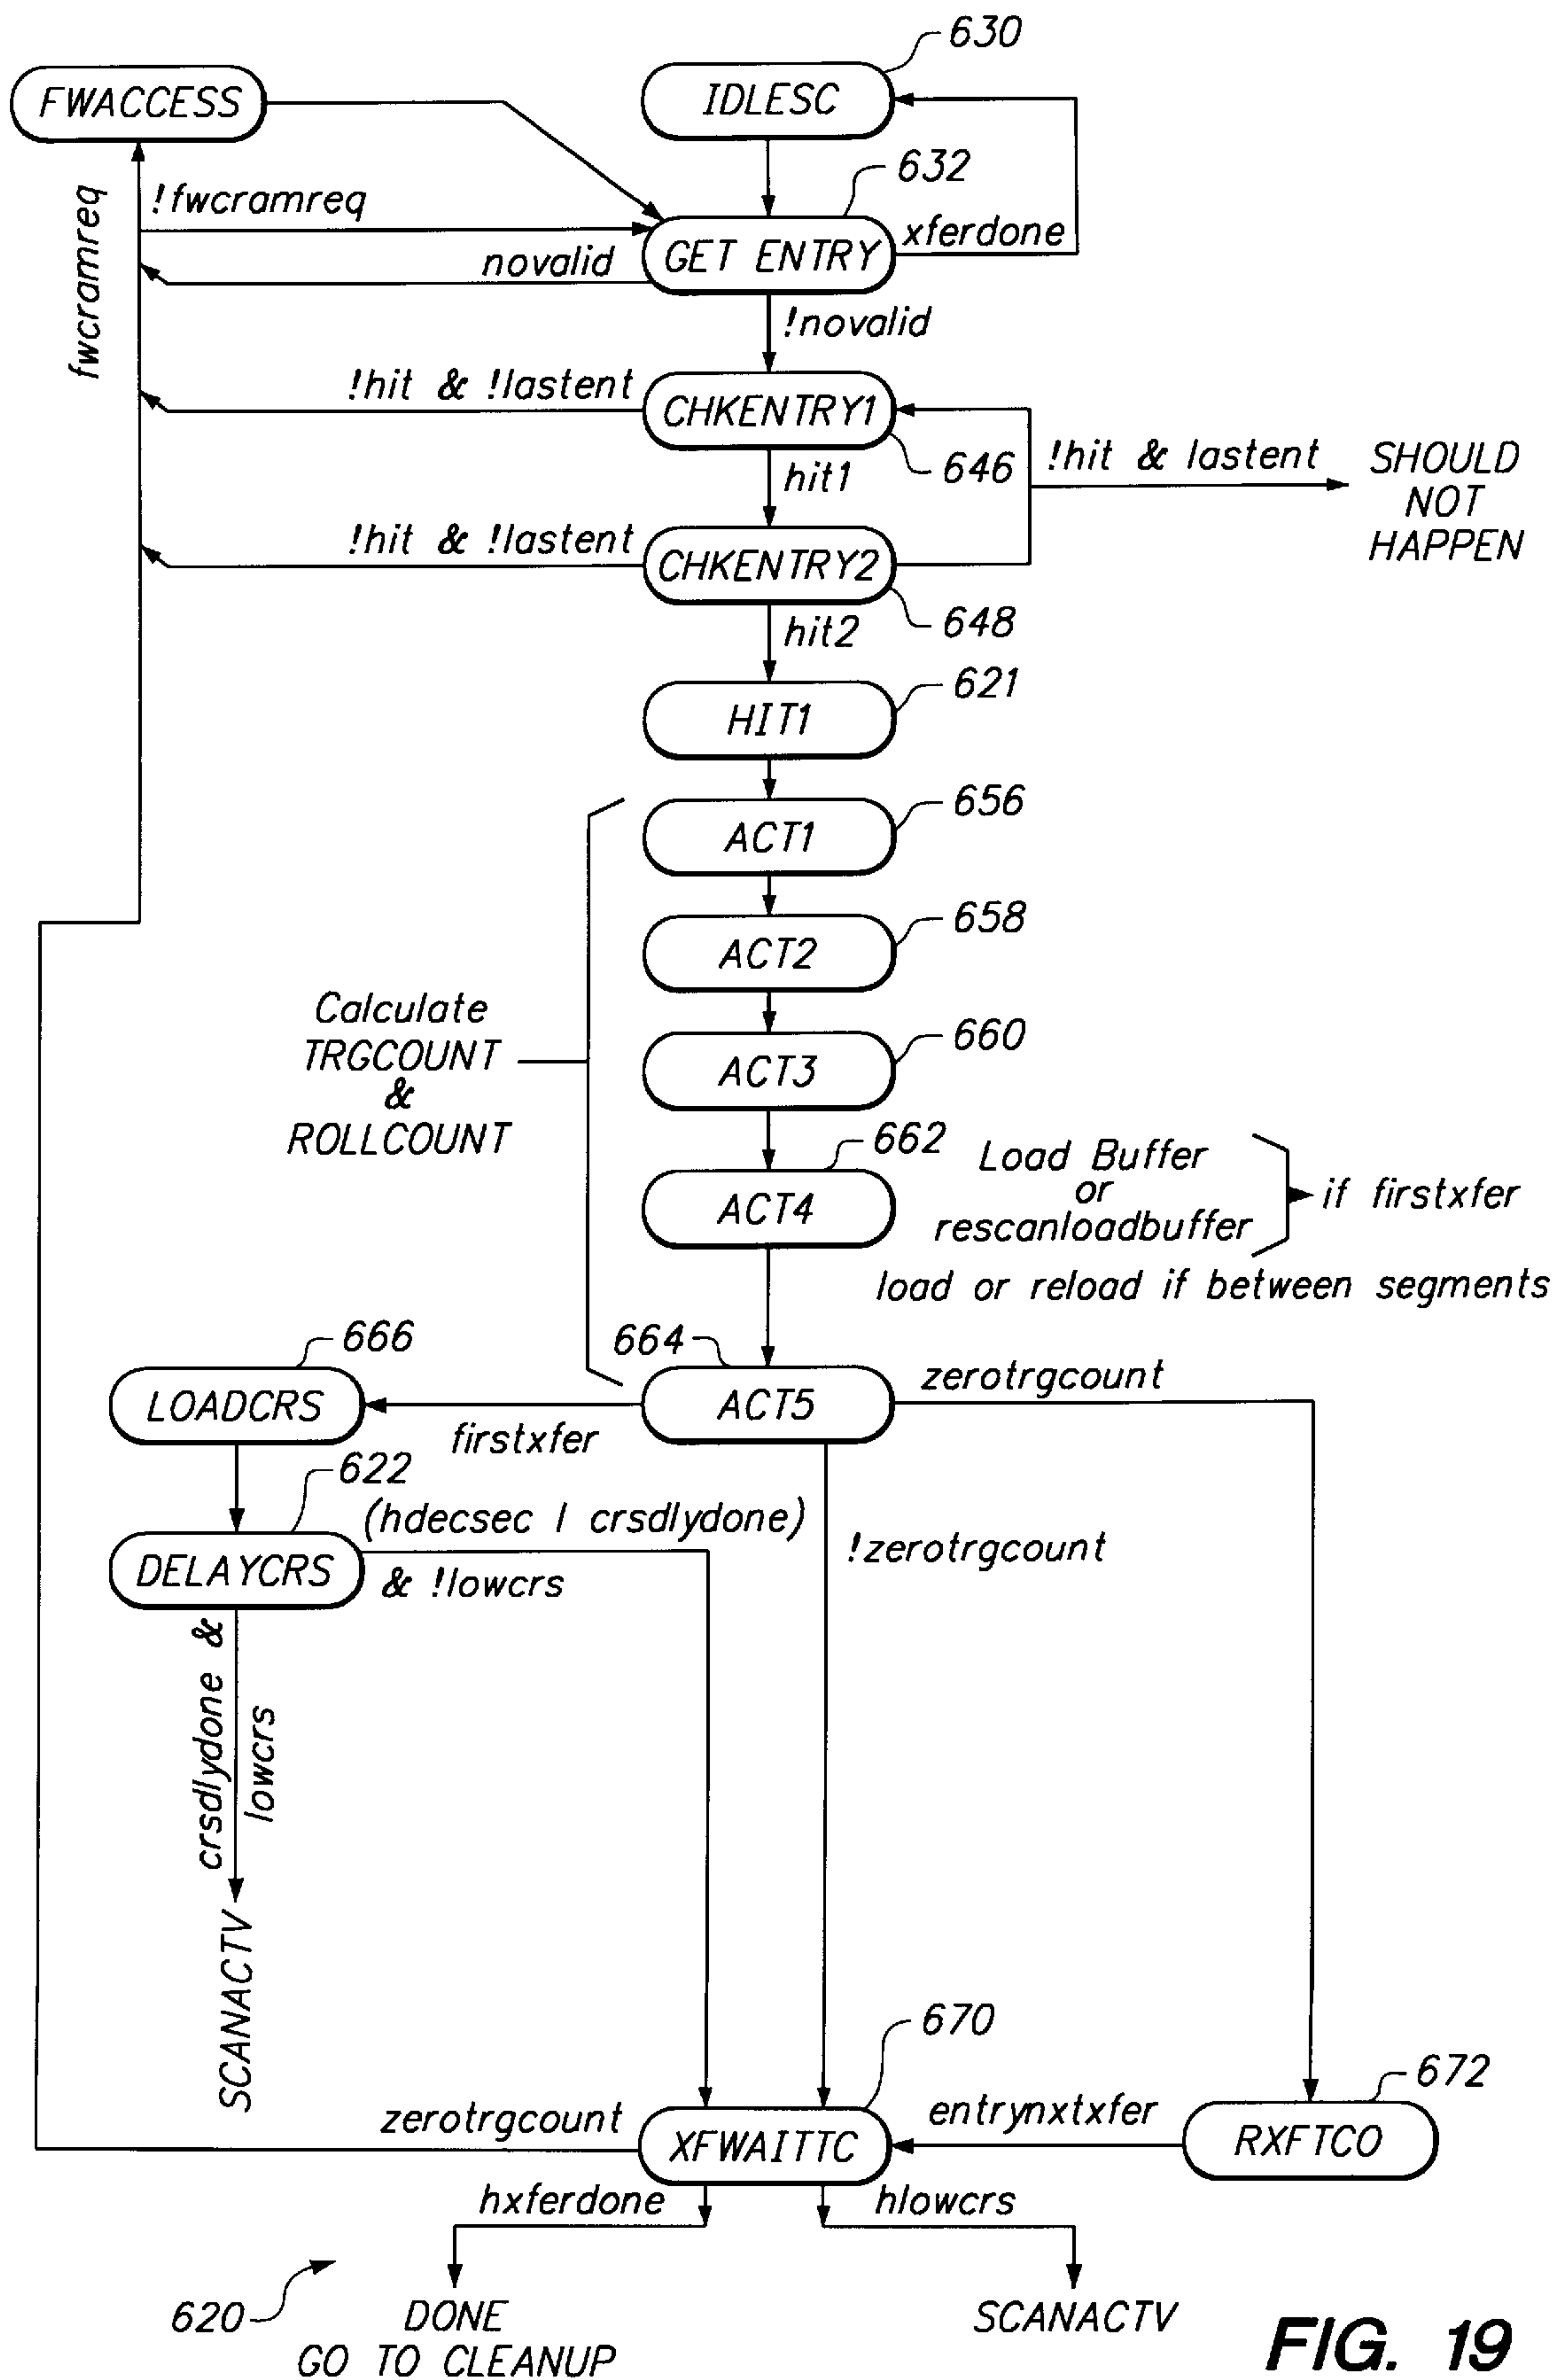 630
FWACCESS
IDLESC
632
fwcramreq
!fwcramreq
GET ENTRY
xferdone
novalid
!novalid
!hit & !lastent
CHKENTRY1
646
!hit & lastent
SHOULD
NOT
HAPPEN
hit1
!hit & !lastent
CHKENTRY2
648
hit2
621
HIT1
656
ACT1
658
ACT2
Calculate
TRGCOUNT
&
ROLLCOUNT
660
ACT3
662
ACT4
Load Buffer
or
rescanloadbuffer
if firstxfer
load or reload if between segments
666
664
LOADCRS
ACT5
zerotrgcount
firstxfer
622
DELAYCRS
(hdecsec | crsdlydone)
& !lowcrs
!zerotrgcount
crsdlydone &
lowcrs
SCANACTV
670
672
zerotrgcount
XFWAITTC
entrynxtxfer
RXFTCO
hxferdone
hlowcrs
620
DONE
GO TO CLEANUP
SCANACTV
FIG. 19